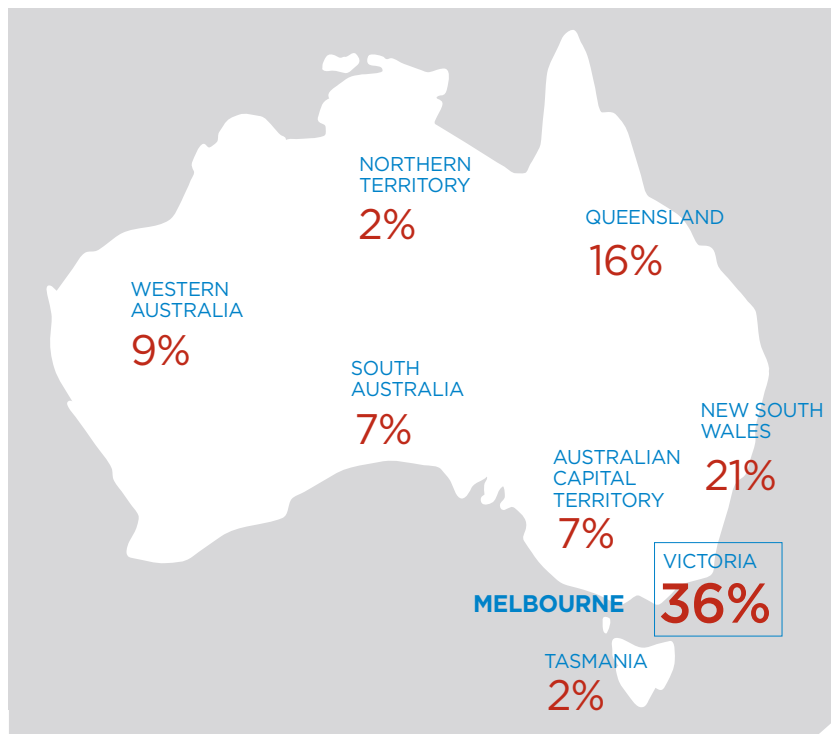 NORTHERN
TERRITORY
2%
QUEENSLAND
16%
WESTERN
AUSTRALIA
9%
SOUTH
AUSTRALIA
7%
NEW SOUTH
WALES
21%
AUSTRALIAN
CAPITAL
TERRITORY
7%
VICTORIA
36%
MELBOURNE
TASMANIA
2%